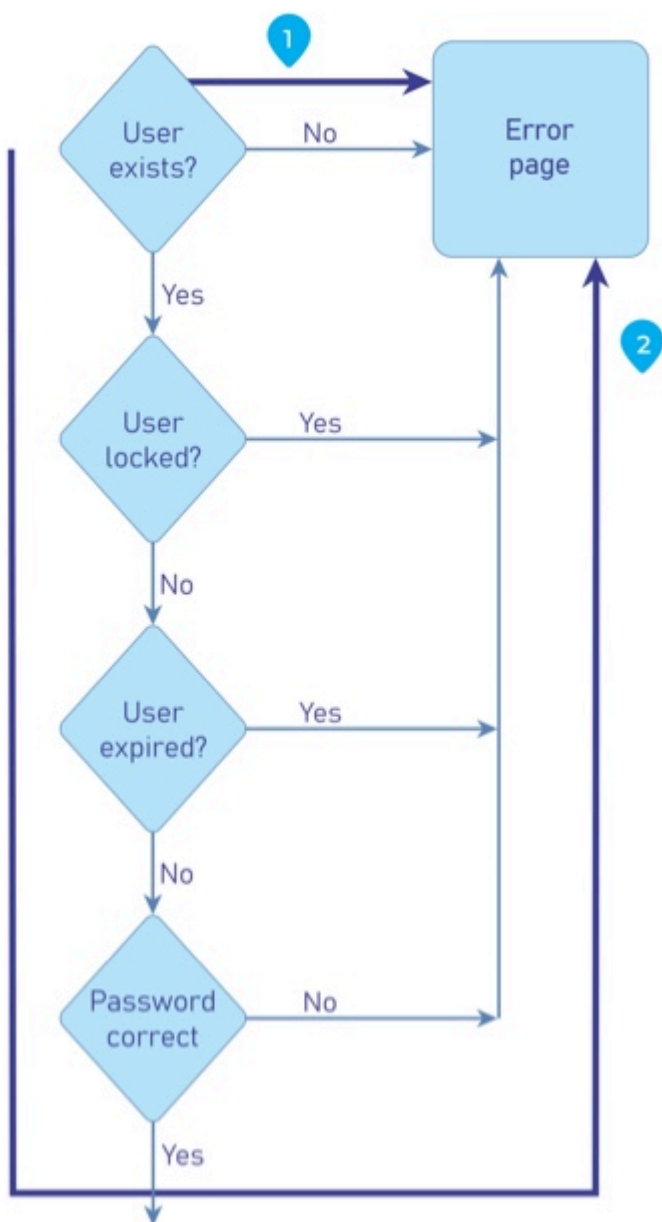 1
User
exists?
No
Error
page
Yes
2
User
locked?
Yes
No
User
expired?
Yes
No
Password
correct
No
Yes